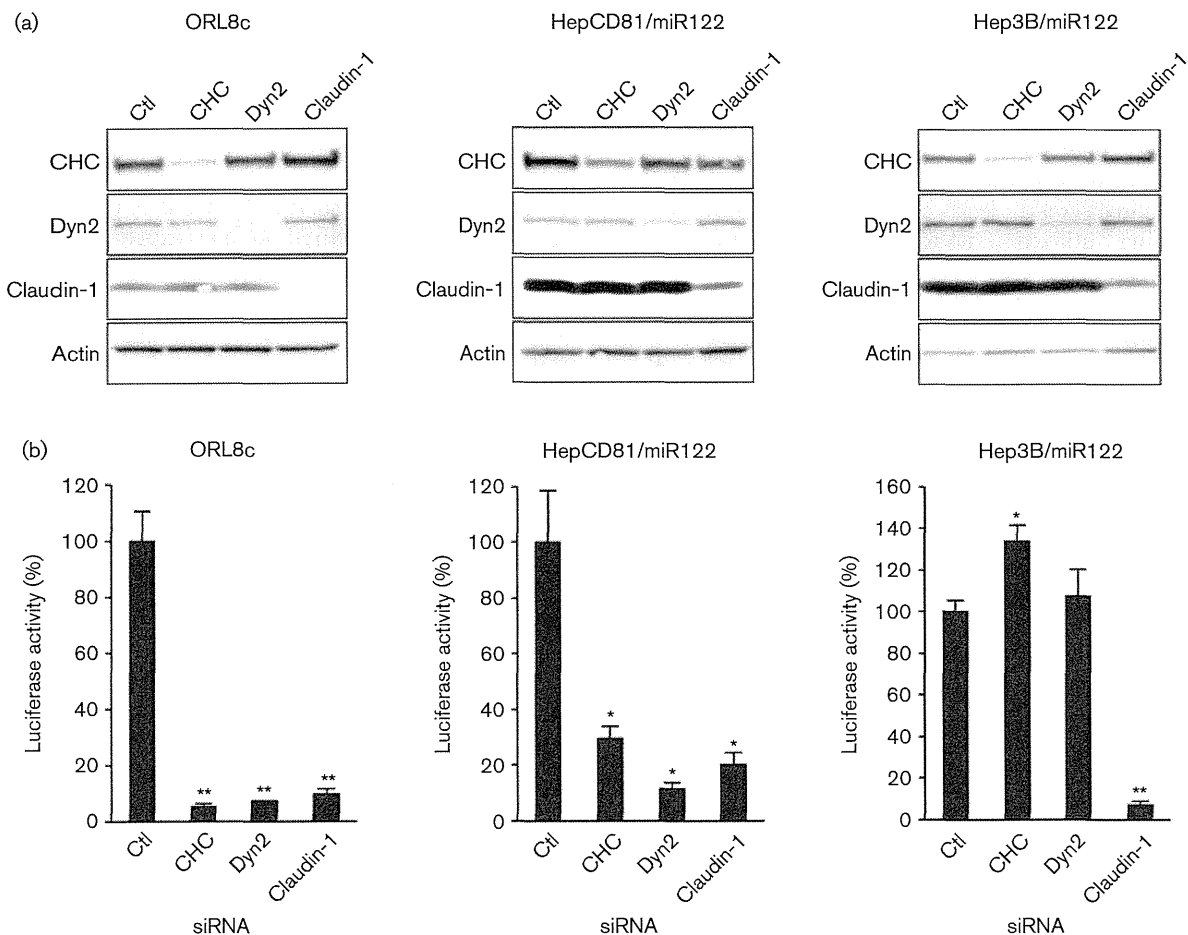 (a)
ORL8c
HepCD81/miR122
Hep3B/miR122
Ctl CHC Dyn2 Claudin-1
Ctl CHC Dyn2 Claudin-1
Ctl CHC Dyn2 Claudin-1
CHC
Dyn2
Claudin-1
Actin
CHC
Dyn2
Claudin-1
Actin
CHC
Dyn2
Claudin-1
Actin
(b)
ORL8c
Luciferase activity (%)
120
100
80
60
40
20
0
**
**
**
Ctl CHC Dyn2 Claudin-1
siRNA
HepCD81/miR122
Luciferase activity (%)
120
100
80
60
40
20
0
*
*
*
Ctl CHC Dyn2 Claudin-1
siRNA
Hep3B/miR122
Luciferase activity (%)
160
140
120
100
80
60
40
20
0
*
**
Ctl CHC Dyn2 Claudin-1
siRNA